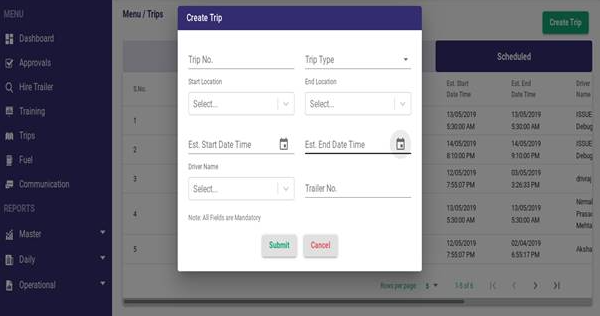 MENU
Dashboard
Approvals
Hire Trailer
Training
Trips
Fuel
Communication
REPORTS
Master
Daily
Operational
Menu / Trips
Create Trip
Scheduled
S.No.
Est. Start
Date Time
Est. End
Date Time
Driver
Name
1
13/05/2019
5:30:00 AM
13/05/2019
5:30:00 AM
ISSUE
Debug
2
14/05/2019
8:10:00 PM
14/05/2019
9:10:00 PM
ISSUE
Debug
3
12/05/2019
7:55:07 PM
03/05/2019
3:26:33 PM
dhiraj
4
13/05/2019
5:30:00 AM
13/05/2019
5:30:00 AM
Nirmal
Prasad
Mehta
5
12/05/2019
7:55:07 PM
02/04/2019
6:55:17 PM
Aksha
Rows per page: 5
1-5 of 6
Create Trip
Trip No.
Trip Type
Start Location
End Location
Select...
Select...
Est. Start Date Time
Est. End Date Time
Driver Name
Select...
Trailer No.
Note: All Fields are Mandatory
Submit
Cancel